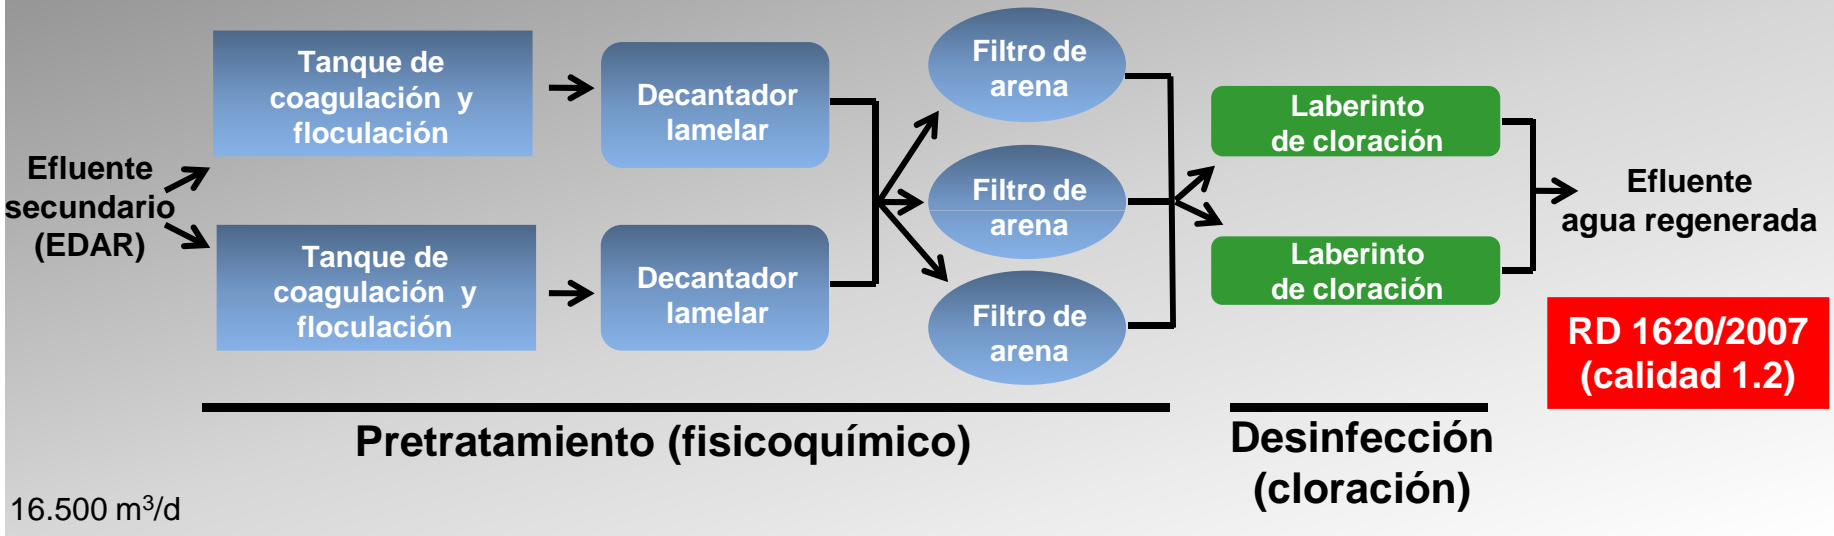 Efluente
secundario
(EDAR)
Tanque de
coagulación y
floculación
Decantador
lamelar
Tanque de
coagulación y
floculación
Decantador
lamelar
Filtro de
arena
Filtro de
arena
Filtro de
arena
Laberinto
de cloración
Laberinto
de cloración
Efluente
agua regenerada
RD 1620/2007
(calidad 1.2)
Pretratamiento (fisicoquímico)
Desinfección
(cloración)
16.500 m³/d